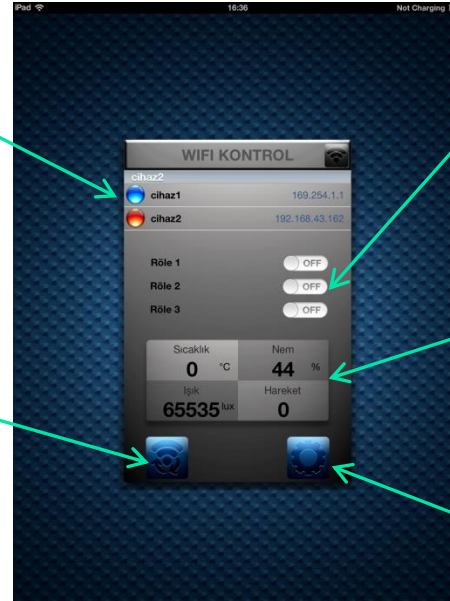 iPad 16:36 Not Charging
WIFI KONTROL
cihaz2
cihaz1 169.254.1.1
cihaz2 192.168.43.162
Röle 1 OFF
Röle 2 OFF
Röle 3 OFF
Sıcaklık Nem
0 °C 44 %
Işık Hareket
65535 lux 0